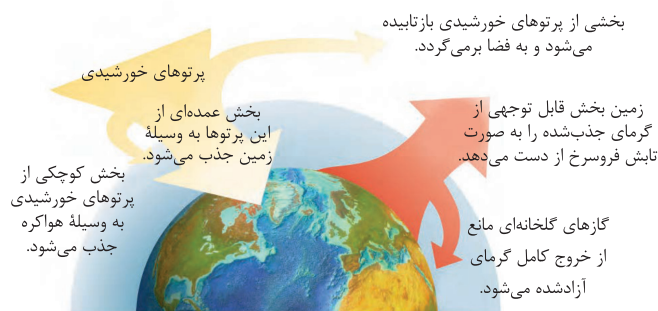 بخشی از پرتوهای خورشیدی بازتابیده
می‌شود و به فضا برمی‌گردد.
پرتوهای خورشیدی
زمین بخش قابل توجهی از
گرمای جذب‌شده را به صورت
تابش فروسرخ از دست می‌دهد.
بخش عمده‌ای از
این پرتوها به وسیلهٔ
زمین جذب می‌شود.
بخش کوچکی از
پرتوهای خورشیدی
به وسیلهٔ هواکره
جذب می‌شود.
گازهای گلخانه‌ای مانع
از خروج کامل گرمای
آزادشده می‌شود.